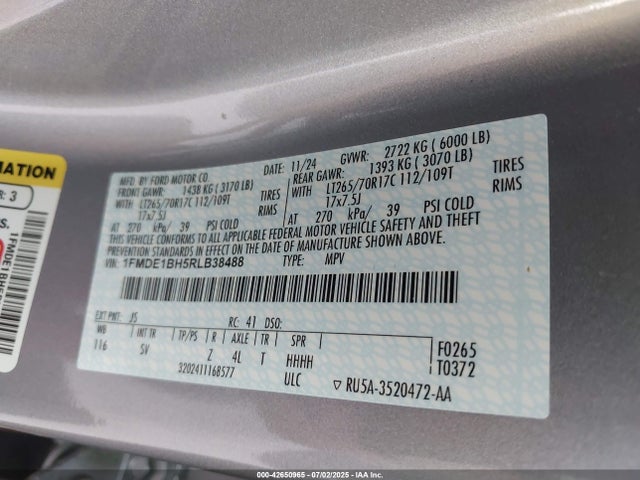 MFD. BY FORD MOTOR CO. DATE: 11/24 GVWR: 2722 KG ( 6000 LB)
FRONT GAWR: 1438 KG ( 3170 LB) REAR GAWR: 1393 KG ( 3070 LB)
WITH LT265/70R17C 112/109T TIRES WITH LT265/70R17C 112/109T TIRES
17x7.5J RIMS 17x7.5J RIMS
AT 270 kPa/ 39 PSI COLD AT 270 kPa/ 39 PSI COLD
THIS VEHICLE CONFORMS TO ALL APPLICABLE FEDERAL MOTOR VEHICLE SAFETY AND THEFT
PREVENTION STANDARDS IN EFFECT ON THE DATE OF MANUFACTURE SHOWN ABOVE.
VIN: 1FMDE1BH5RLB38488 TYPE: MPV
EXT PNT: JS RC: 41 DSO:
WB INT TR TP/PS R AXLE TR SPR
116 SV Z 4L T HHHH F0265
3202411168577 ULC T0372
▽ RU5A-3520472-AA
MATION
R: 3
1FMDE1BH5R
000-42650965 - 07/02/2025 - IAA Corp.